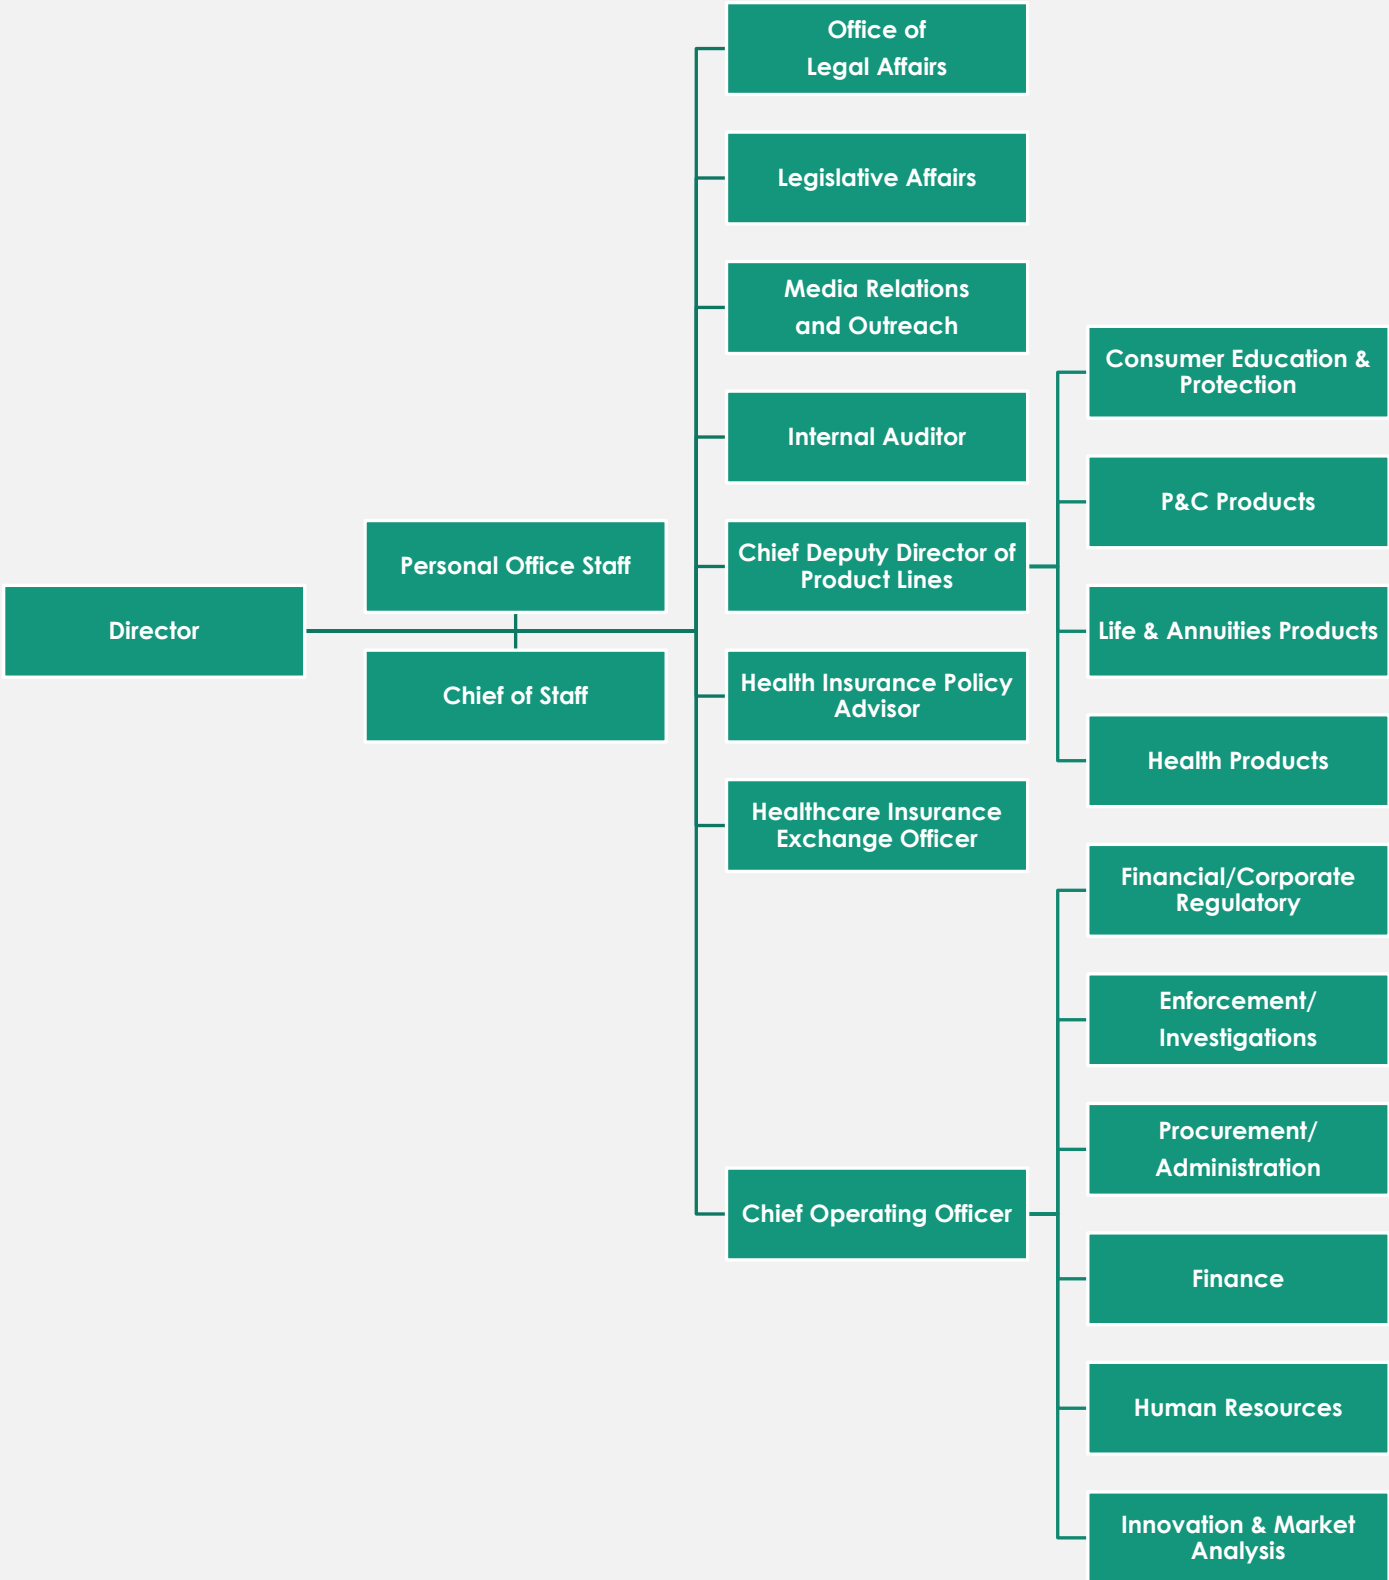 Director
Personal Office Staff
Chief of Staff
Office of
Legal Affairs
Legislative Affairs
Media Relations
and Outreach
Internal Auditor
Chief Deputy Director of
Product Lines
Health Insurance Policy
Advisor
Healthcare Insurance
Exchange Officer
Chief Operating Officer
Consumer Education &
Protection
P&C Products
Life & Annuities Products
Health Products
Financial/Corporate
Regulatory
Enforcement/
Investigations
Procurement/
Administration
Finance
Human Resources
Innovation & Market
Analysis